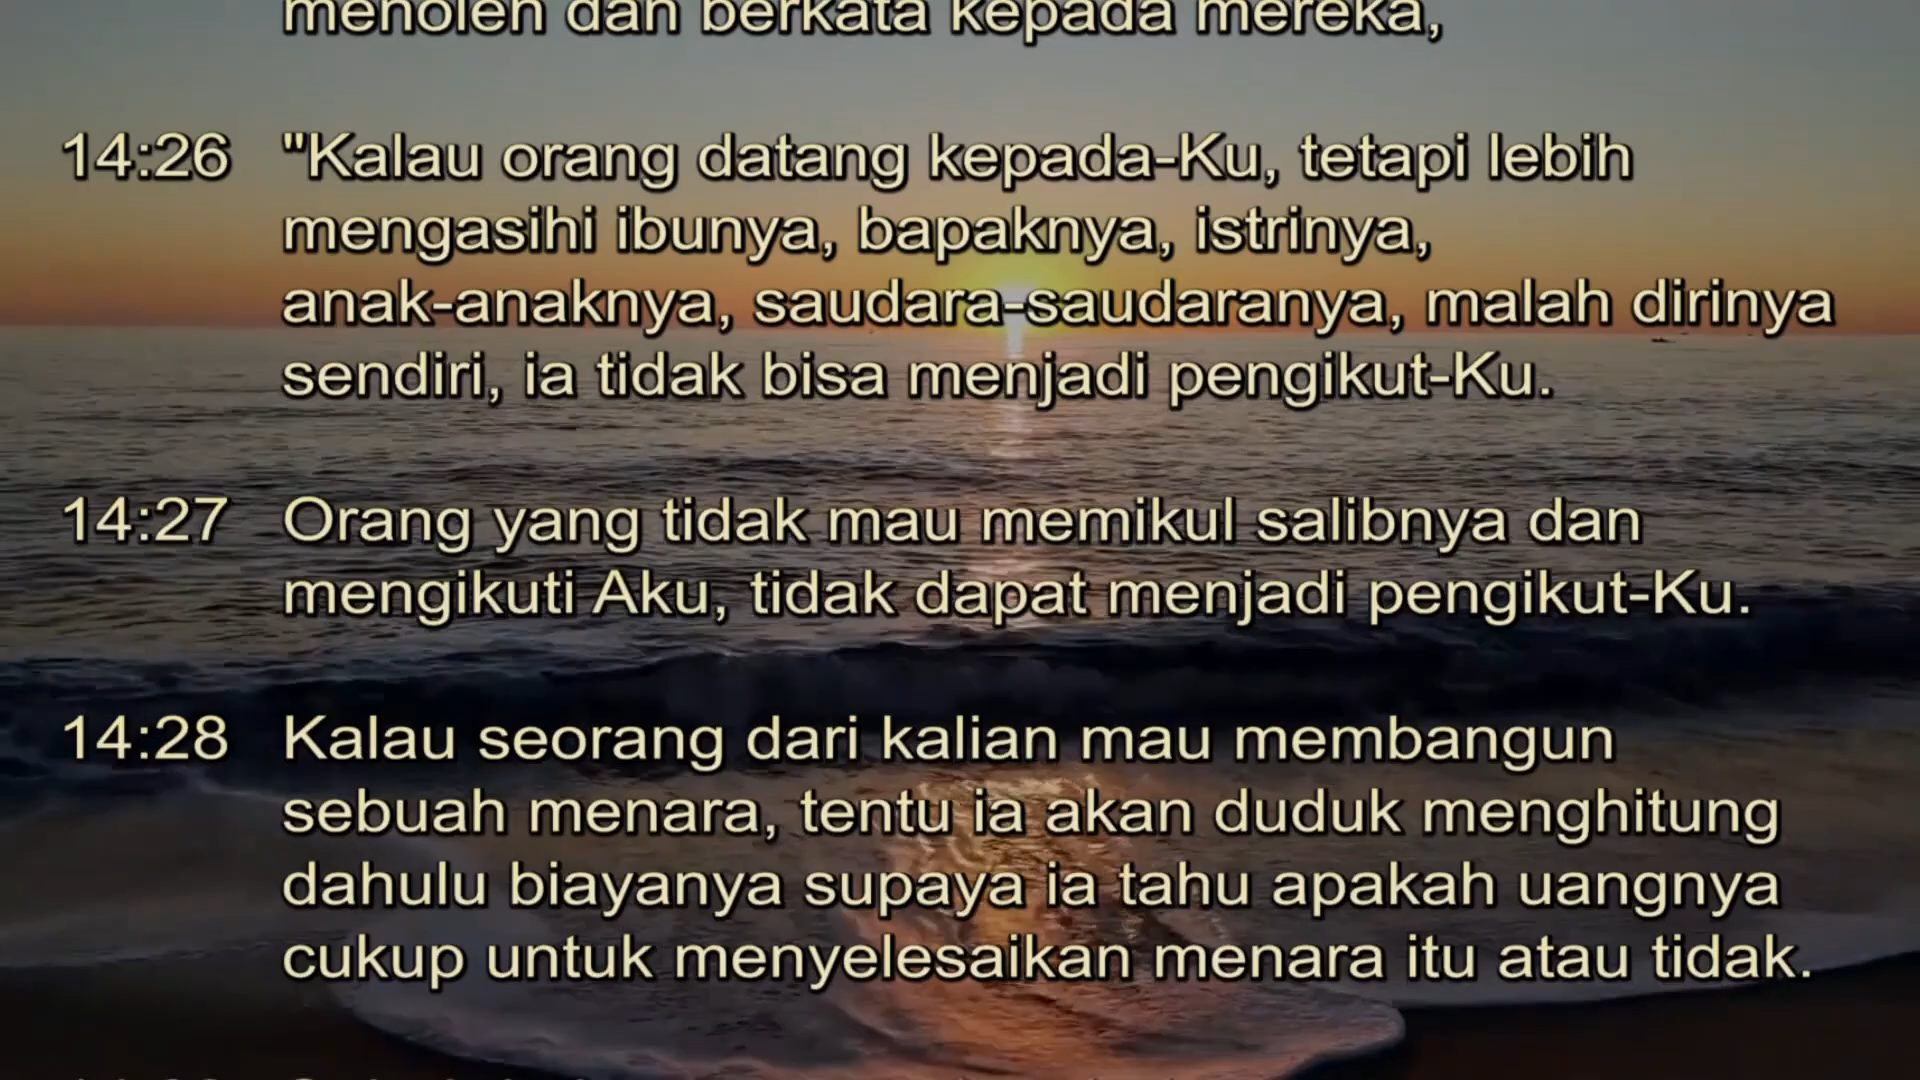 menoleh dan berkata kepada mereka,
14:26 "Kalau orang datang kepada-Ku, tetapi lebih
mengasihi ibunya, bapaknya, istrinya,
anak-anaknya, saudara-saudaranya, malah dirinya
sendiri, ia tidak bisa menjadi pengikut-Ku.
14:27 Orang yang tidak mau memikul salibnya dan
mengikuti Aku, tidak dapat menjadi pengikut-Ku.
14:28 Kalau seorang dari kalian mau membangun
sebuah menara, tentu ia akan duduk menghitung
dahulu biayanya supaya ia tahu apakah uangnya
cukup untuk menyelesaikan menara itu atau tidak.